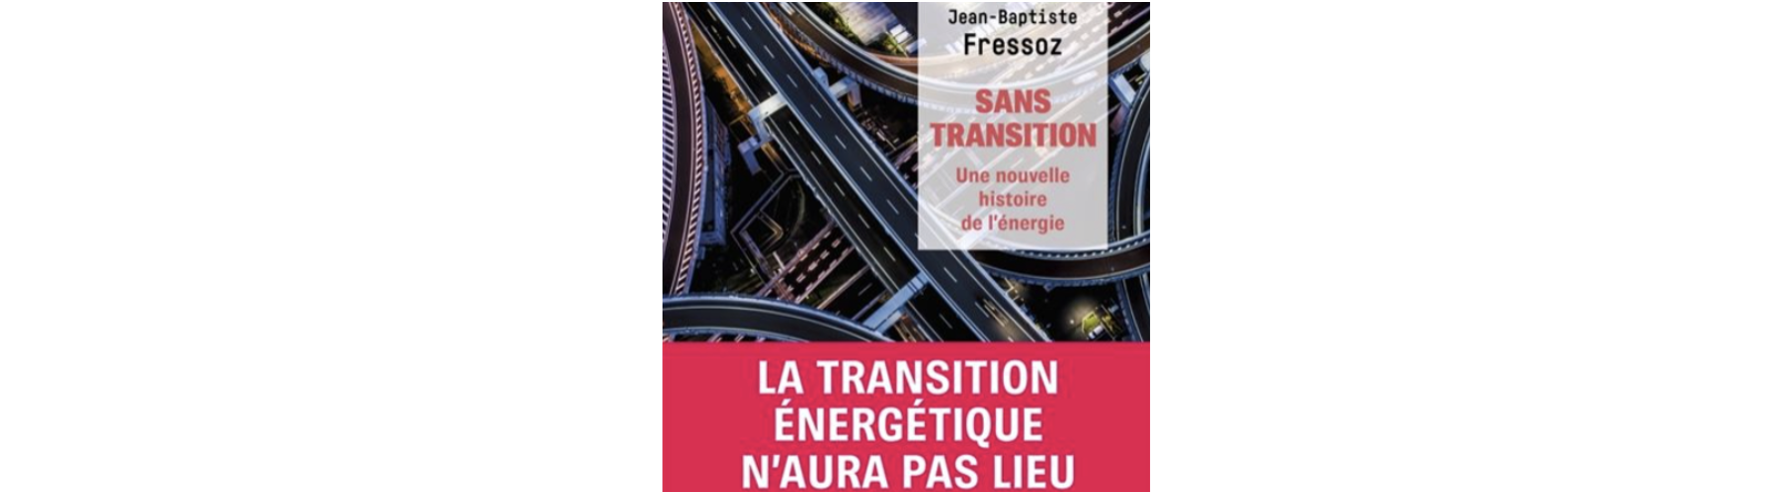 Jean-Baptiste
Fressoz
SANS
TRANSITION
Une nouvelle
histoire
de l'énergie
LA TRANSITION
ÉNERGÉTIQUE
N'AURA PAS LIEU